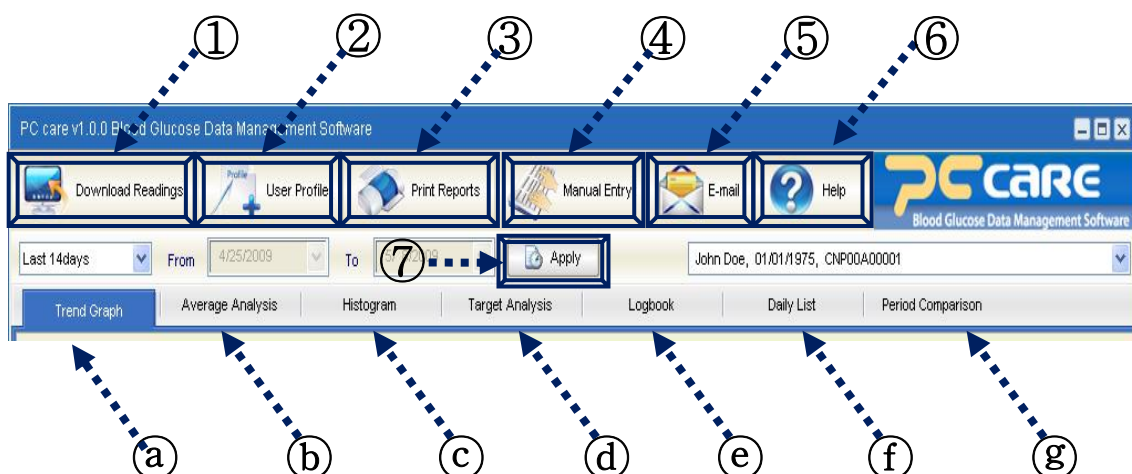 ① ② ③ ④ ⑤ ⑥
PC care v1.0.0 Blood Glucose Data Management Software
Download Readings User Profile Print Reports Manual Entry E-mail Help PCcare
Profile
Blood Glucose Data Management Software
Last 14days From 4/25/2009 To ⑦ Apply John Doe, 01/01/1975, CNP00A00001
Trend Graph Average Analysis Histogram Target Analysis Logbook Daily List Period Comparison
ⓐ ⓑ ⓒ ⓓ ⓔ ⓕ ⓖ